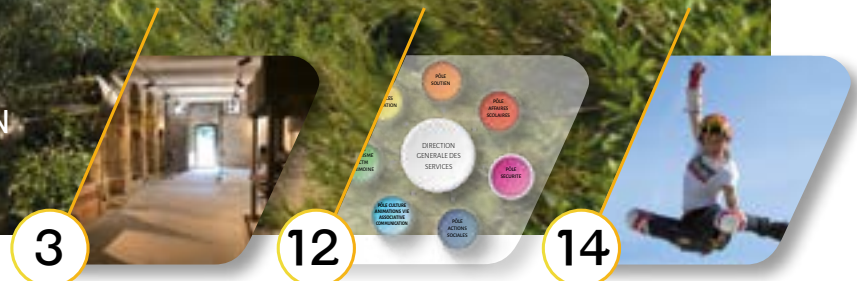 N
PÔLE
SOUTIEN
PÔLE
AFFAIRES
SCOLAIRES
DIRECTION
GENERALE DES
SERVICES
PÔLE
SECURITE
PÔLE CULTURE
ANIMATIONS VIE
ASSOCIATIVE
COMMUNICATION
PÔLE
ACTIONS
SOCIALES
3
12
14